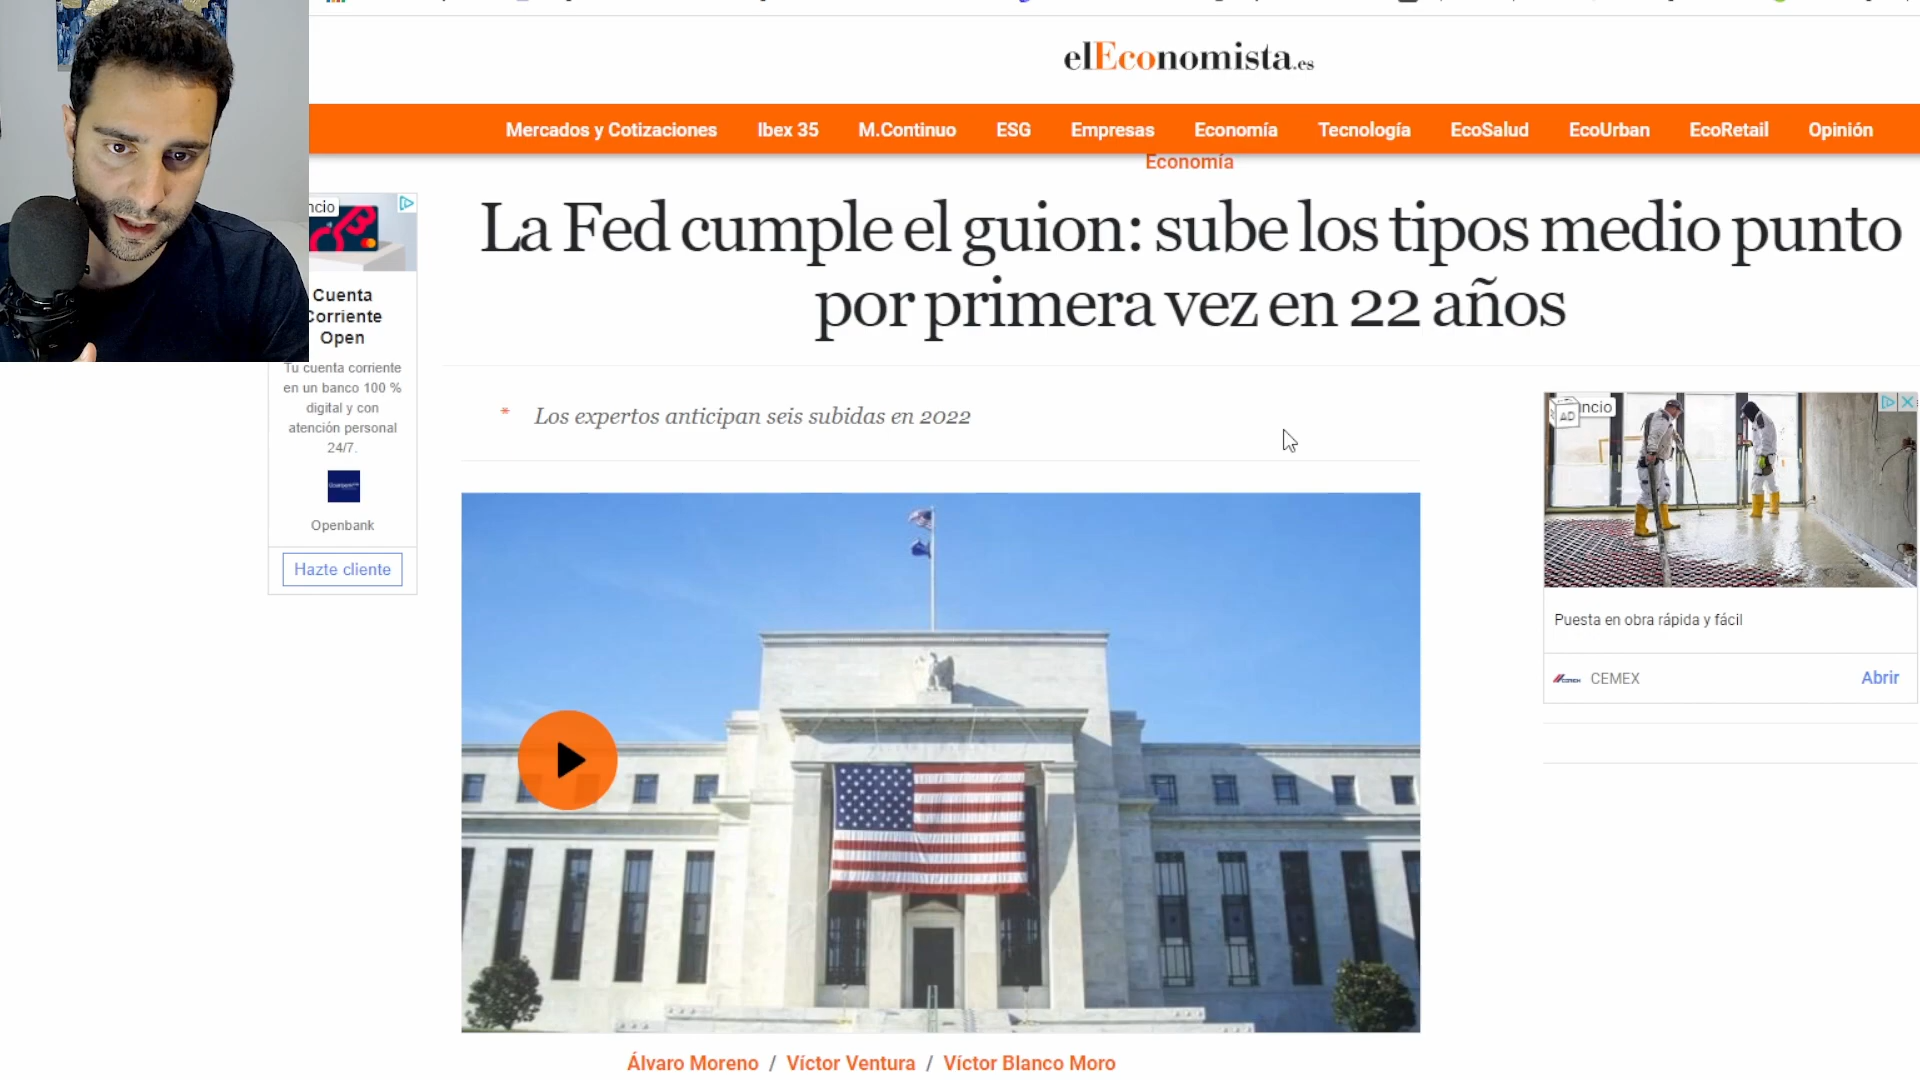 elEconomista.es
Mercados y Cotizaciones
Ibex 35
M.Continuo
ESG
Empresas
Economía
Tecnología
EcoSalud
EcoUrban
EcoRetail
Opinión
Economía
La Fed cumple el guion: sube los tipos medio punto
por primera vez en 22 años
* Los expertos anticipan seis subidas en 2022
ncio
Cuenta
Corriente
Open
Tu cuenta corriente
en un banco 100 %
digital y con
atención personal
24/7.
Openbank
Hazte cliente
AD
ncio
Puesta en obra rápida y fácil
CEMEX
Abrir
Álvaro Moreno / Víctor Ventura / Víctor Blanco Moro